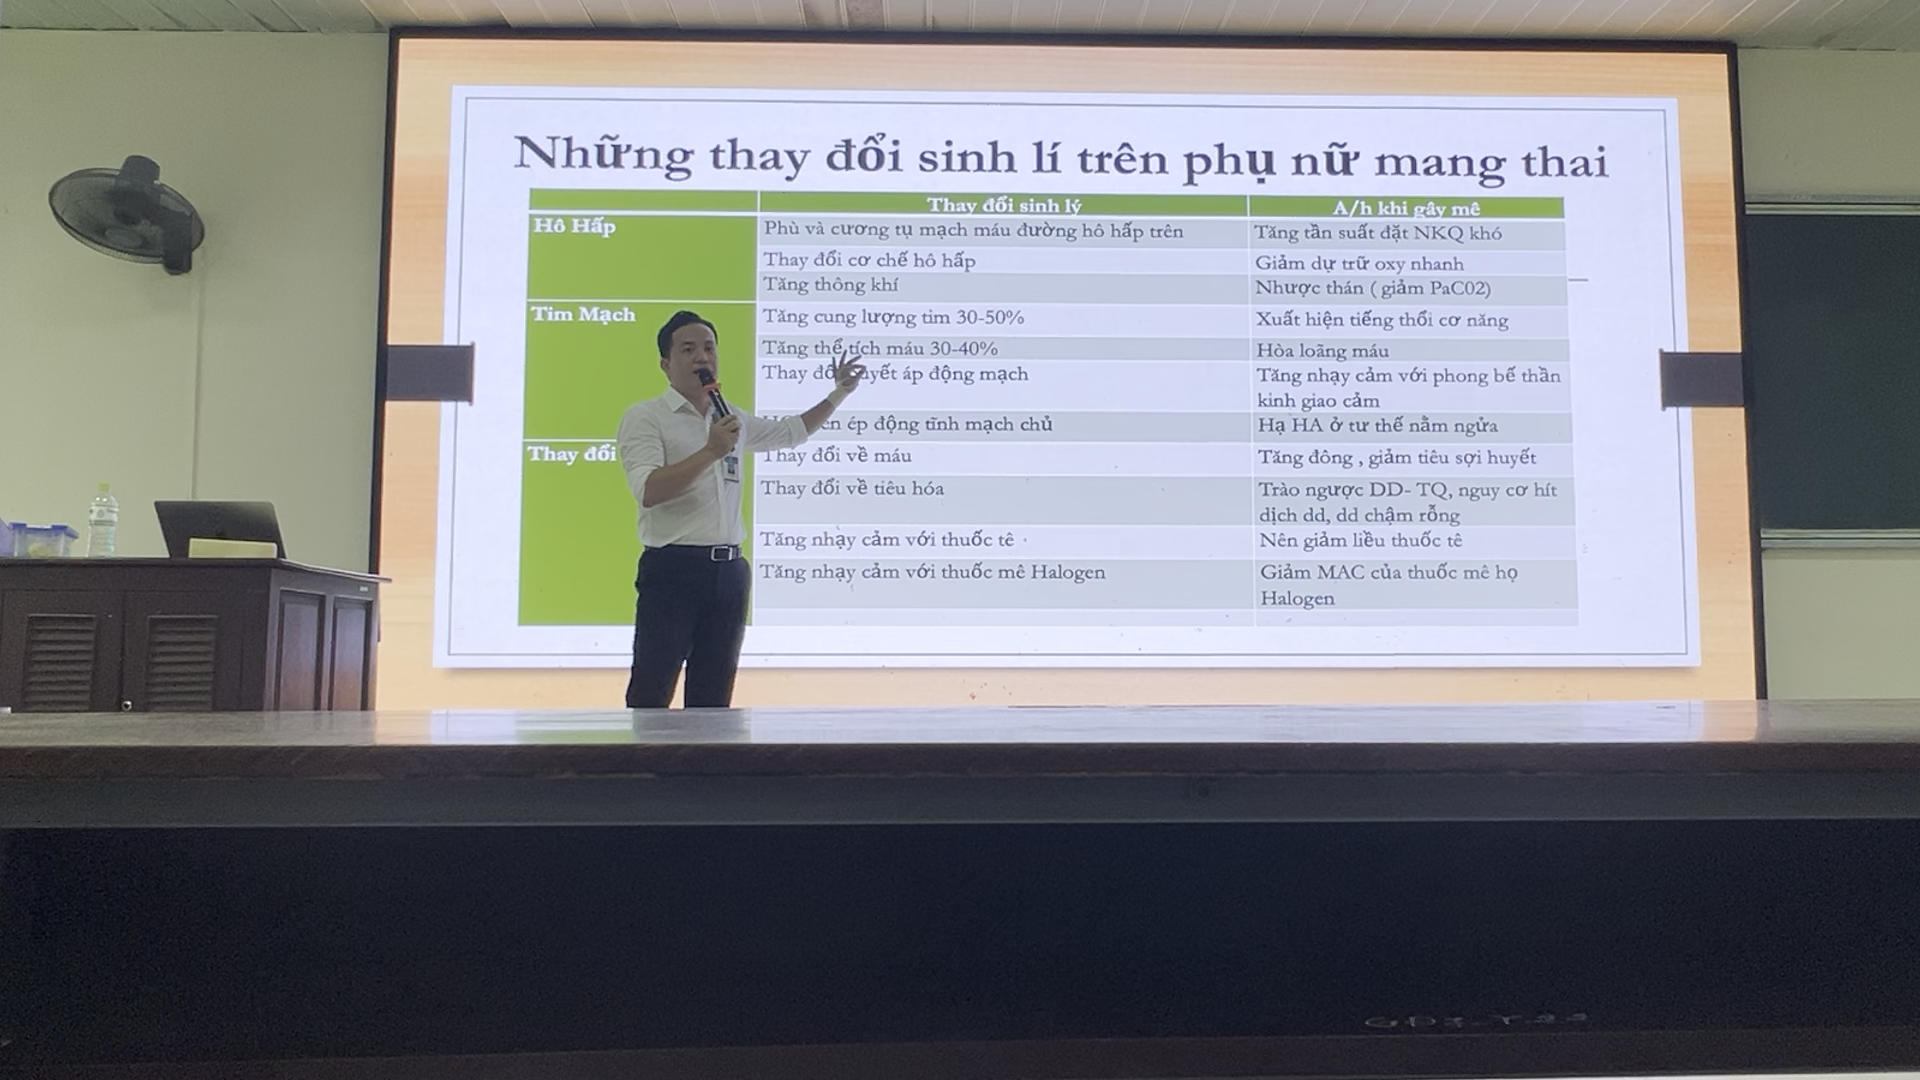 Những thay đổi sinh lí trên phụ nữ mang thai
Thay đổi sinh lý A/h khi gây mê
Hô Hấp Phù và cương tụ mạch máu đường hô hấp trên Tăng tần suất đặt NKQ khó
Thay đổi cơ chế hô hấp Giảm dự trữ oxy nhanh
Tăng thông khí Nhược thán ( giảm PaC02)
Tim Mạch Tăng cung lượng tim 30-50% Xuất hiện tiếng thổi cơ năng
Tăng thể tích máu 30-40% Hòa loãng máu
Thay áp động mạch Tăng nhạy cảm với phong bế thần
kinh giao cảm
ép động tĩnh mạch chủ Hạ HA ở tư thế nằm ngửa
Thay đổi Thay đổi về máu Tăng đông , giảm tiêu sợi huyết
Thay đổi về tiêu hóa Trào ngược DD- TQ, nguy cơ hít
dịch dd, dd chậm rỗng
Tăng nhạy cảm với thuốc tê Nên giảm liều thuốc tê
Tăng nhạy cảm với thuốc mê Halogen Giảm MAC của thuốc mê họ
Halogen